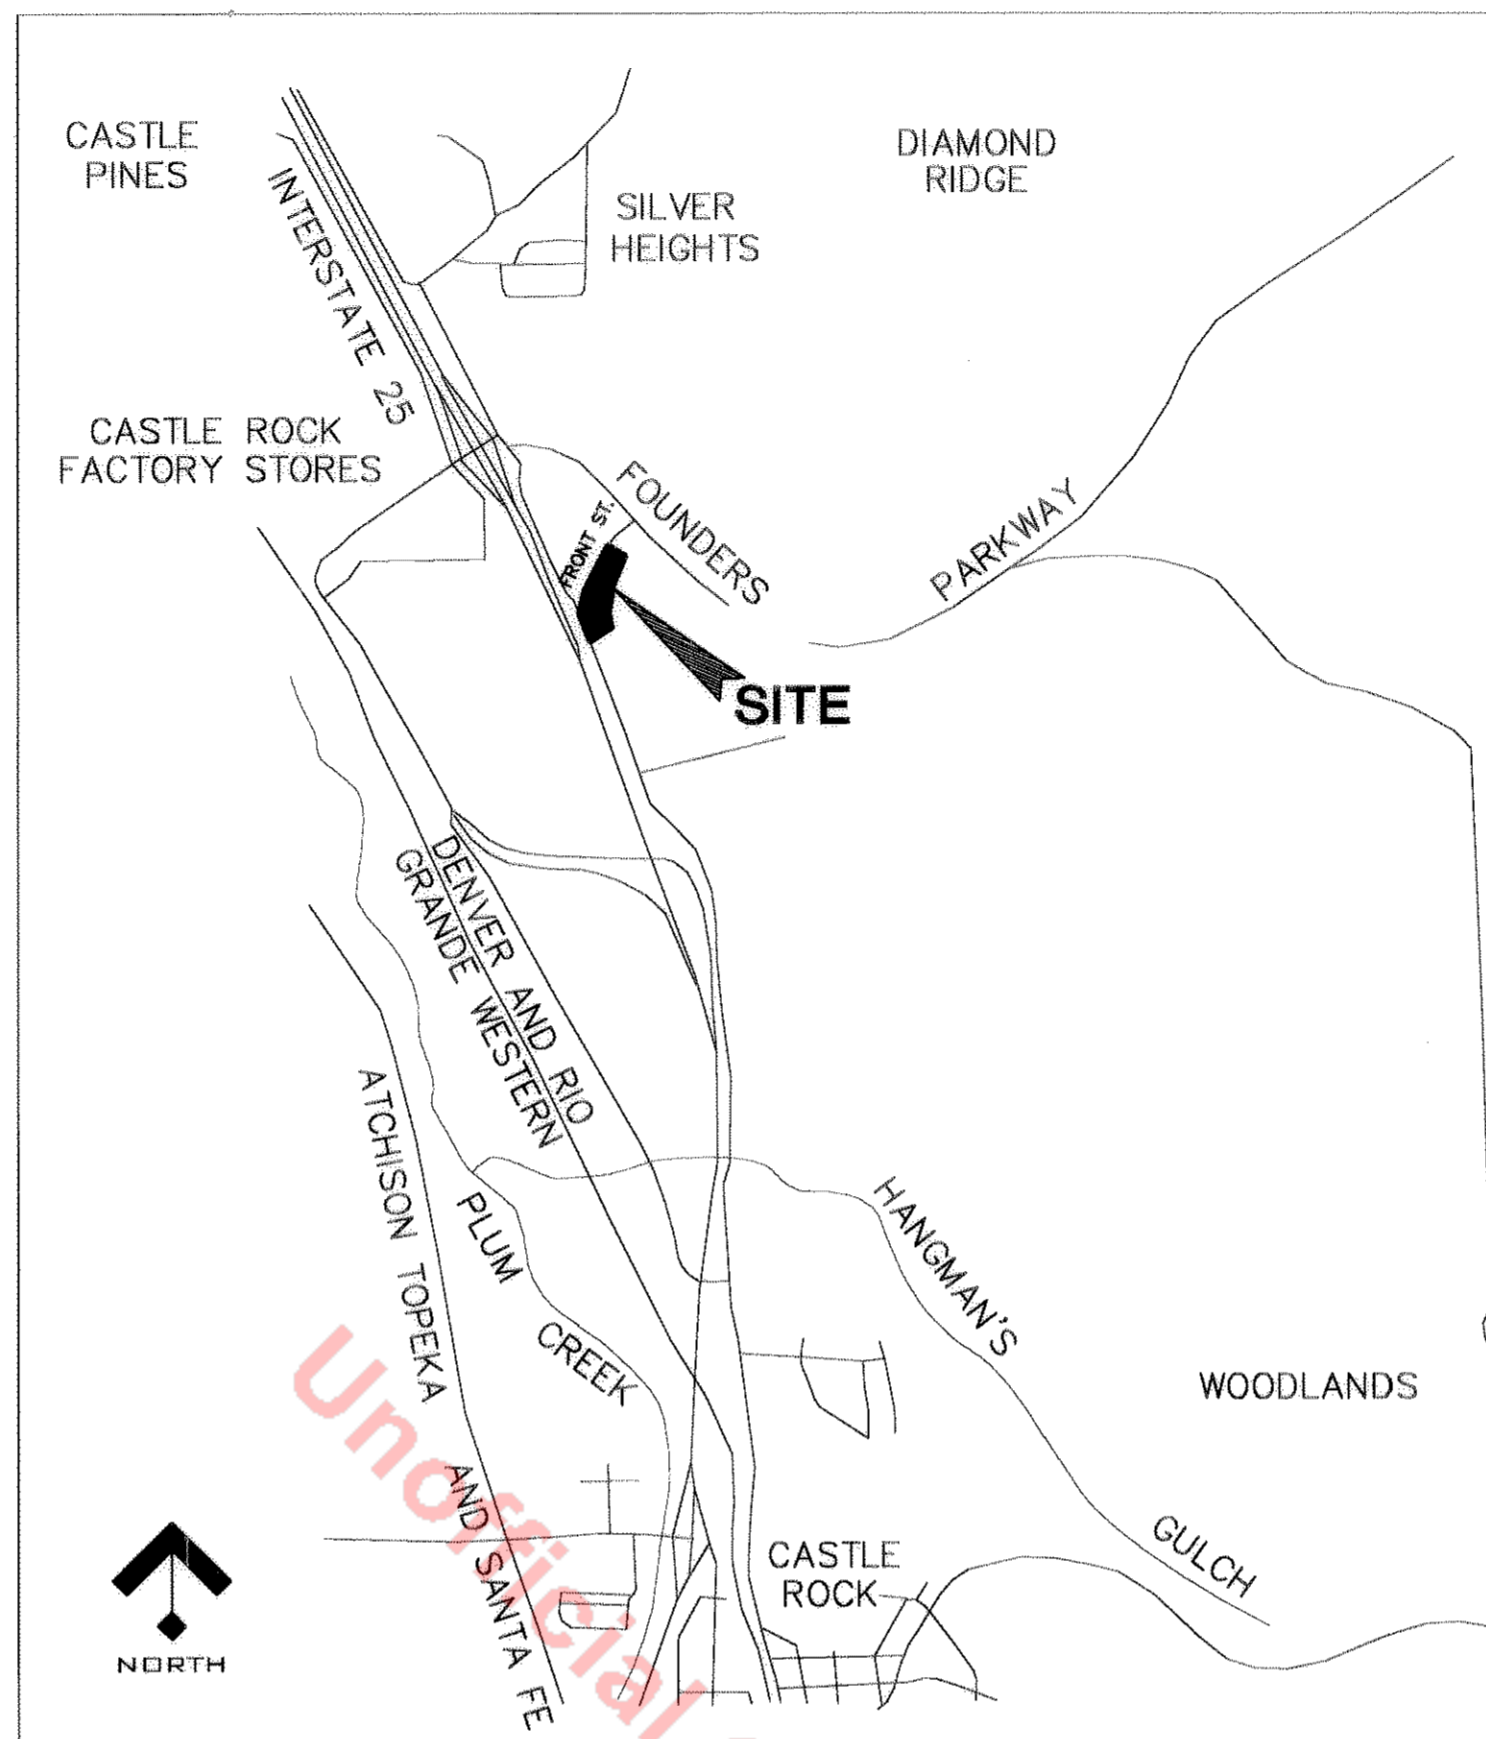 CASTLE
PINES
DIAMOND
RIDGE
SILVER
HEIGHTS
INTERSTATE 25
CASTLE ROCK
FACTORY STORES
FOUNDERS
PARKWAY
FRONT ST.
SITE
DENVER AND RIO
GRANDE WESTERN
ATCHISON TOPEKA
AND SANTA FE
PLUM
CREEK
HANGMAN'S
GULCH
WOODLANDS
CASTLE
ROCK
NORTH
Unofficial